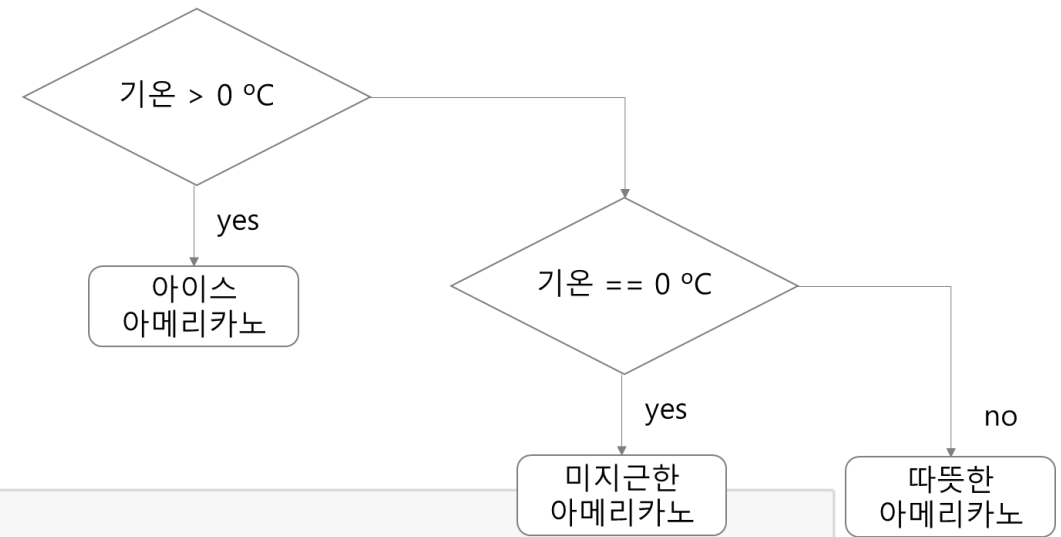 기온 > 0 ºC
yes
아이스
아메리카노
기온 == 0 ºC
yes
no
미지근한
아메리카노
따뜻한
아메리카노